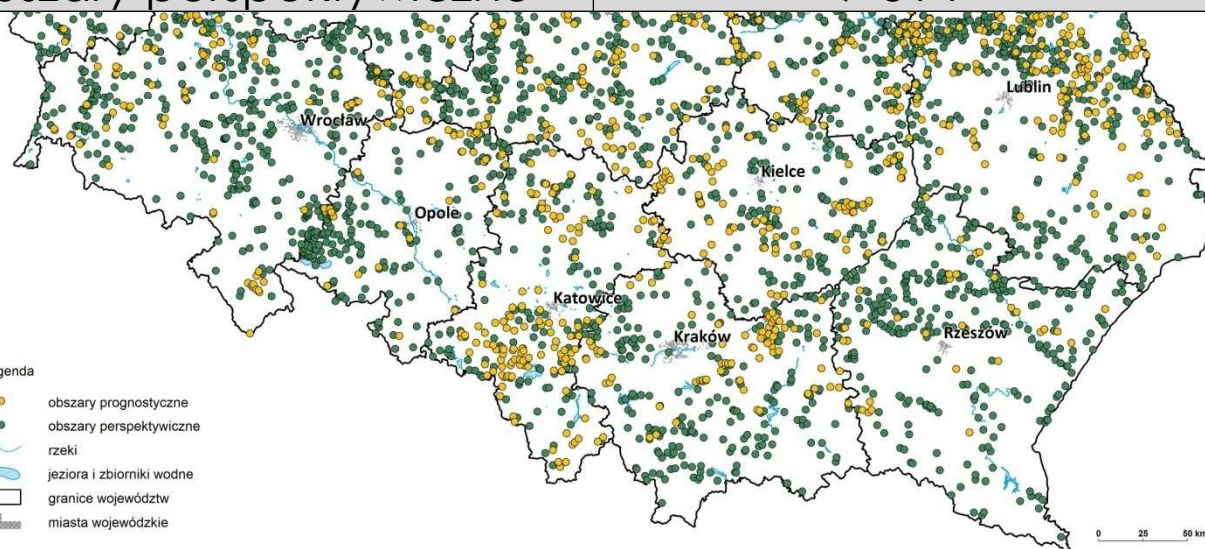 Lublin
Wrocław
Kielce
Opole
Katowice
Kraków
Rzeszów
genda
obszary prognostyczne
obszary perspektywiczne
rzeki
jeziora i zbiorniki wodne
granice województw
miasta wojewódzkie
0 25 50 km